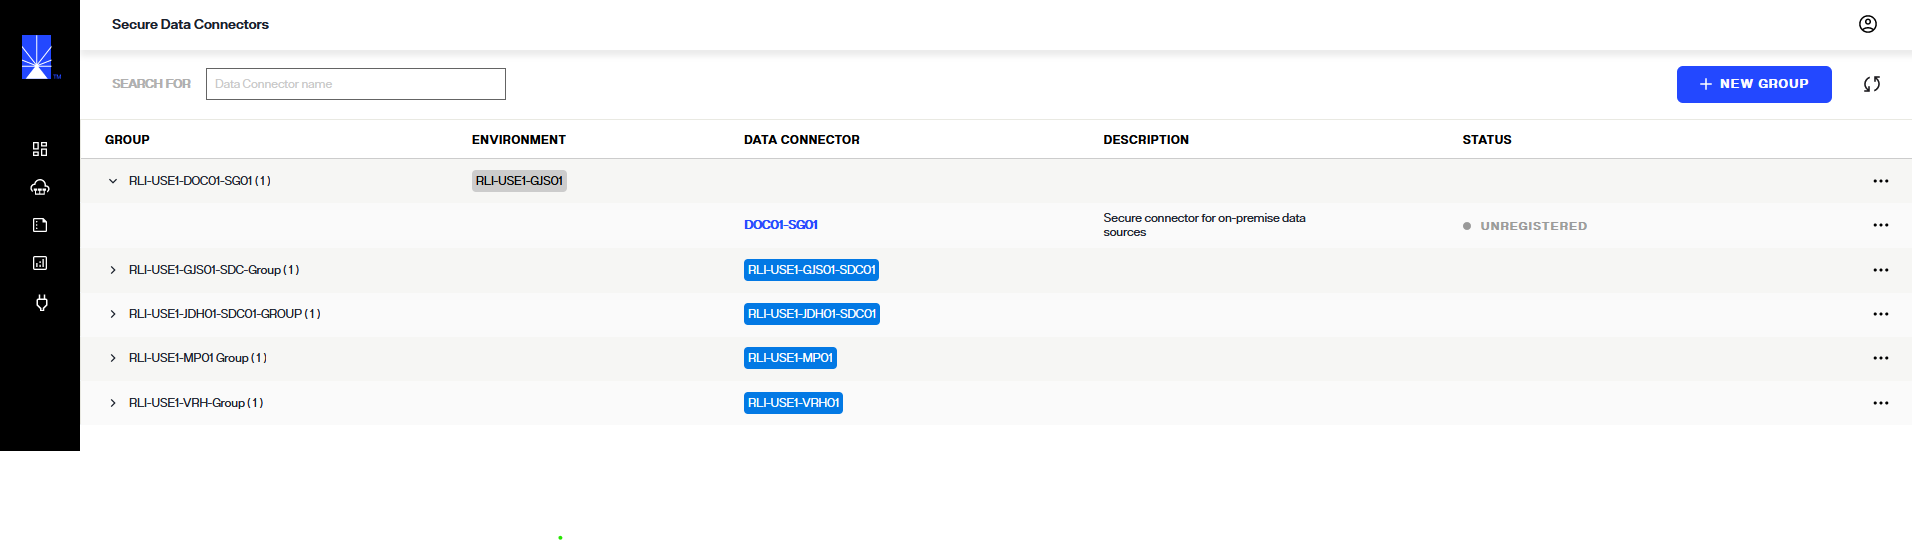 Secure Data Connectors
TM
SEARCH FOR
Data Connector name
NEW GROUP
GROUP ENVIRONMENT DATA CONNECTOR DESCRIPTION STATUS
RLI-USE1-DOC01-SG01 (1) RLI-USE1-GJS01
DOC01-SG01 Secure connector for on-premise data UNREGISTERED
sources
RLI-USE1-GJS01-SDC-Group (1) RLI-USE1-GJS01-SDC01
RLI-USE1-JDH01-SDC01-GROUP (1) RLI-USE1-JDH01-SDC01
RLI-USE1-MP01 Group (1) RLI-USE1-MP01
RLI-USE1-VRH-Group (1) RLI-USE1-VRH01